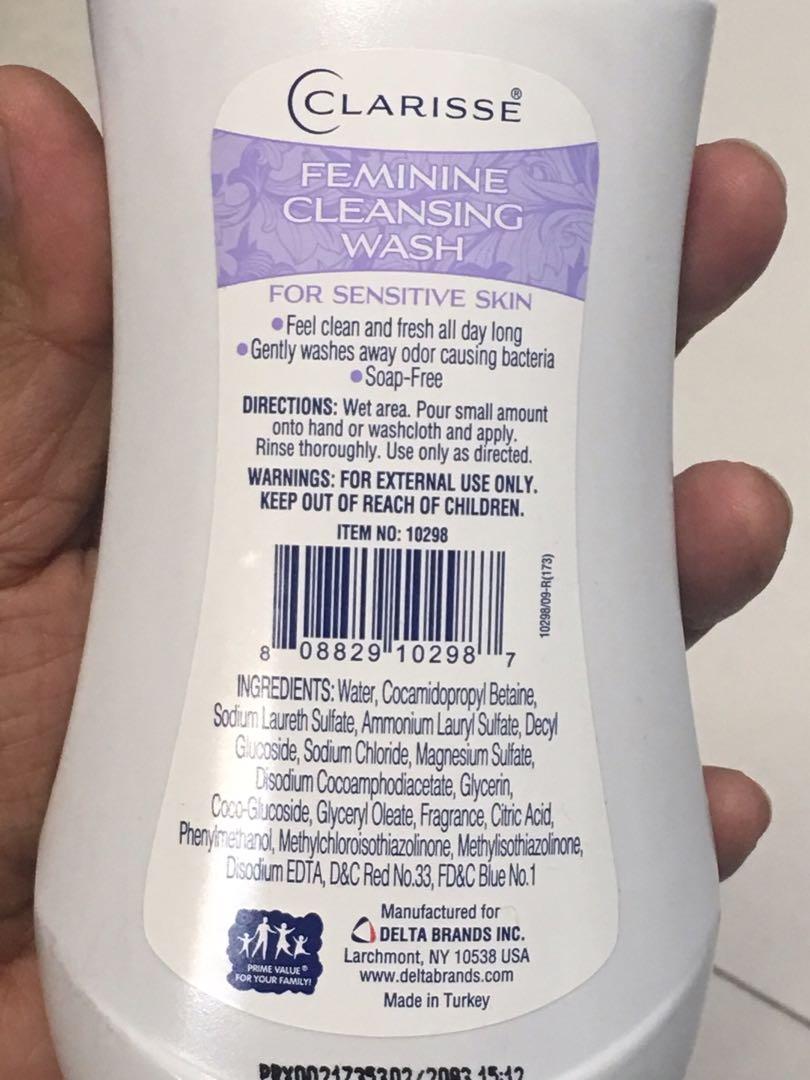 CLARISSE®
FEMININE
CLEANSING
WASH
FOR SENSITIVE SKIN
•Feel clean and fresh all day long
•Gently washes away odor causing bacteria
•Soap-Free
DIRECTIONS: Wet area. Pour small amount
onto hand or washcloth and apply.
Rinse thoroughly. Use only as directed.
WARNINGS: FOR EXTERNAL USE ONLY.
KEEP OUT OF REACH OF CHILDREN.
ITEM NO: 10298
8 08829 10298 7
10298/09-R(173)
INGREDIENTS: Water, Cocamidopropyl Betaine,
Sodium Laureth Sulfate, Ammonium Lauryl Sulfate, Decyl
Glucoside, Sodium Chloride, Magnesium Sulfate,
Disodium Cocoamphodiacetate, Glycerin,
Coco-Glucoside, Glyceryl Oleate, Fragrance, Citric Acid,
Phenylmethanol, Methylchloroisothiazolinone, Methylisothiazolinone,
Disodium EDTA, D&C Red No.33, FD&C Blue No.1
PRIME VALUE®
FOR YOUR FAMILY!
Manufactured for
DELTA BRANDS INC.
Larchmont, NY 10538 USA
www.deltabrands.com
Made in Turkey
15:12